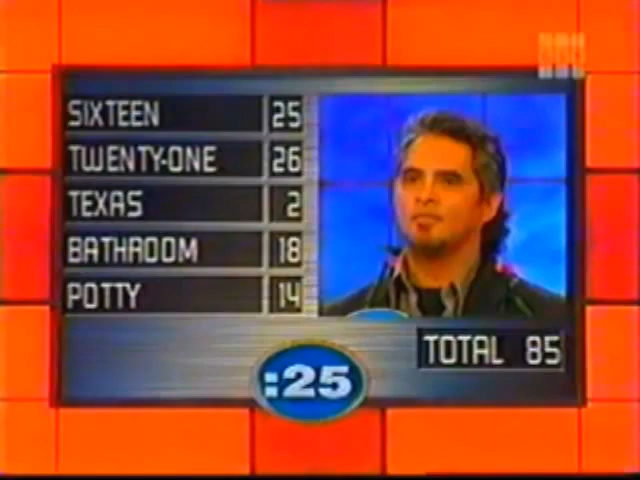 SIXTEEN 25
TWENTY-ONE 26
TEXAS 2
BATHROOM 18
POTTY 14
TOTAL 85
:25